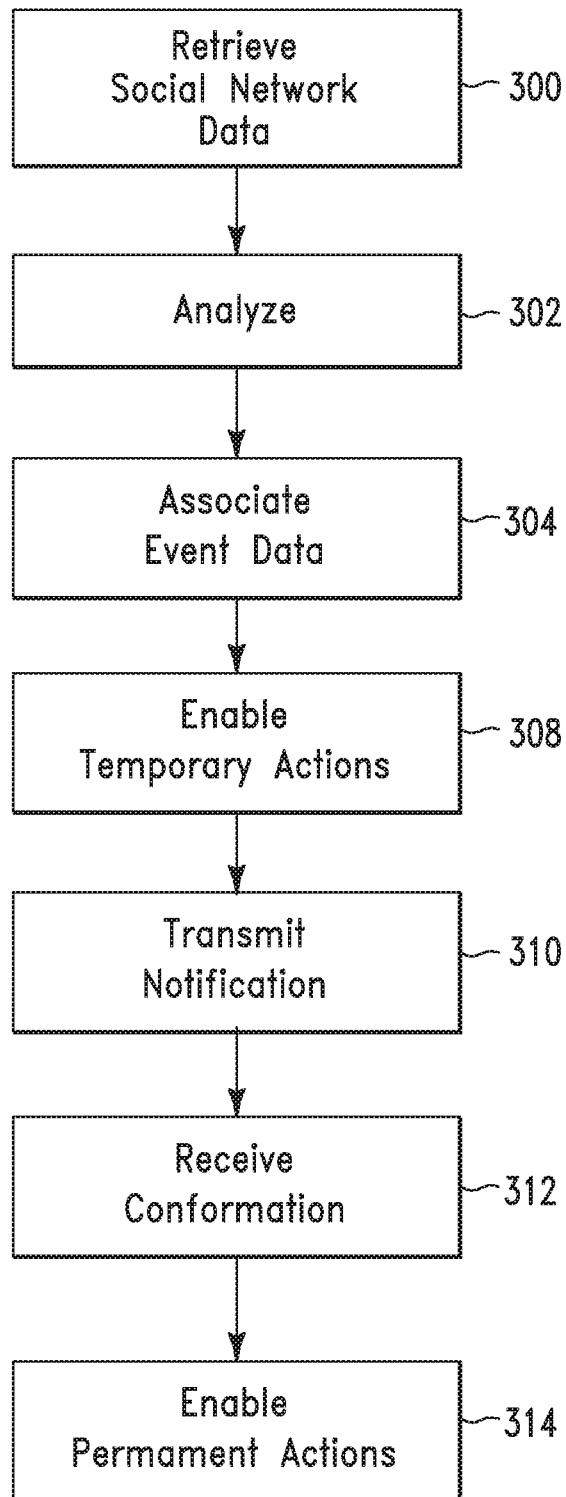 Retrieve
Social Network
Data
300
Analyze
302
Associate
Event Data
304
Enable
Temporary Actions
308
Transmit
Notification
310
Receive
Conformation
312
Enable
Permament Actions
314